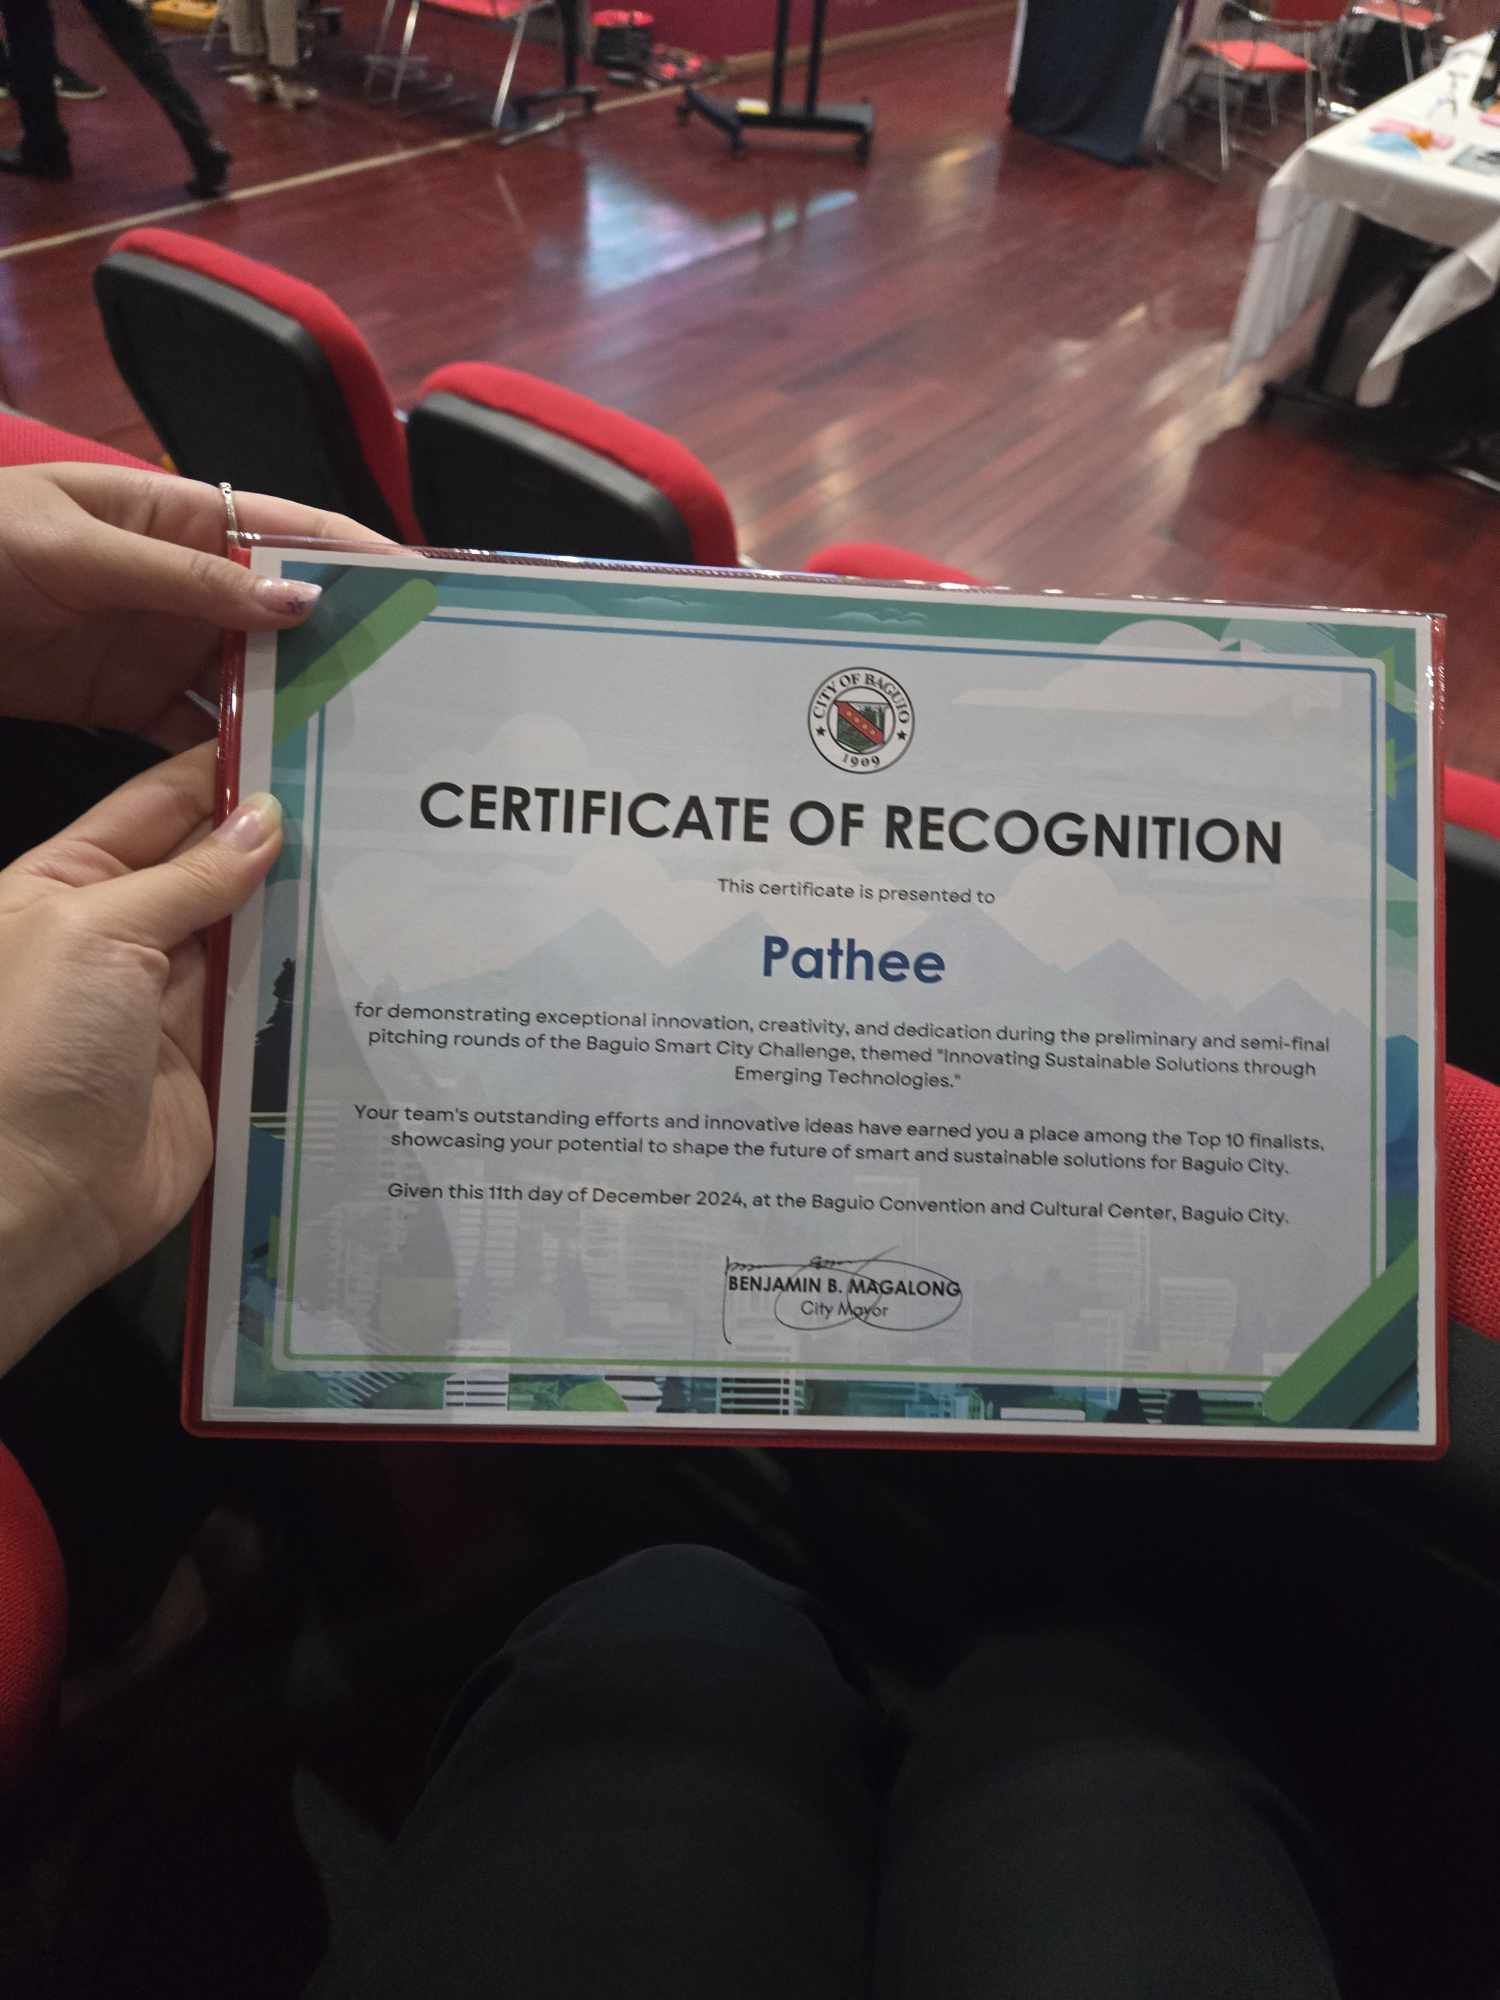 CITY OF BAGUIO
1909
CERTIFICATE OF RECOGNITION
This certificate is presented to
Pathee
for demonstrating exceptional innovation, creativity, and dedication during the preliminary and semi-final
pitching rounds of the Baguio Smart City Challenge, themed "Innovating Sustainable Solutions through
Emerging Technologies."
Your team's outstanding efforts and innovative ideas have earned you a place among the Top 10 finalists,
showcasing your potential to shape the future of smart and sustainable solutions for Baguio City.
Given this 11th day of December 2024, at the Baguio Convention and Cultural Center, Baguio City.
BENJAMIN B. MAGALONG
City Mayor